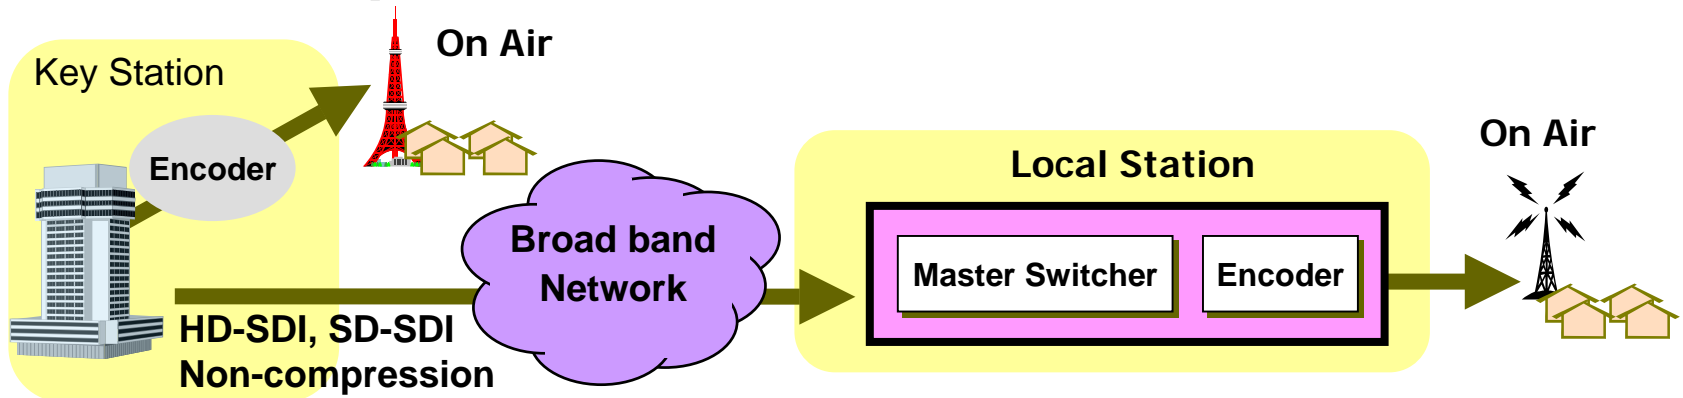 On Air
Key Station
Encoder
HD-SDI, SD-SDI
Non-compression
Broad band
Network
Local Station
Master Switcher
Encoder
On Air